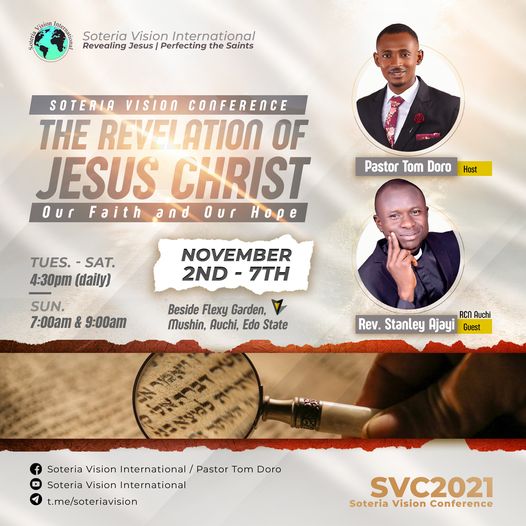 Soteria Vision International
Soteria Vision International
Revealing Jesus | Perfecting the Saints
SOTERIA VISION CONFERENCE
THE REVELATION OF
JESUS CHRIST
Our Faith and Our Hope
Pastor Tom Doro
Host
TUES. - SAT.
4:30pm (daily)
SUN.
7:00am & 9:00am
NOVEMBER
2ND - 7TH
Beside Flexy Garden,
Mushin, Auchi, Edo State
Rev. Stanley Ajayi
RCN Auchi
Guest
Soteria Vision International / Pastor Tom Doro
Soteria Vision International
t.me/soteriavision
SVC2021
Soteria Vision Conference